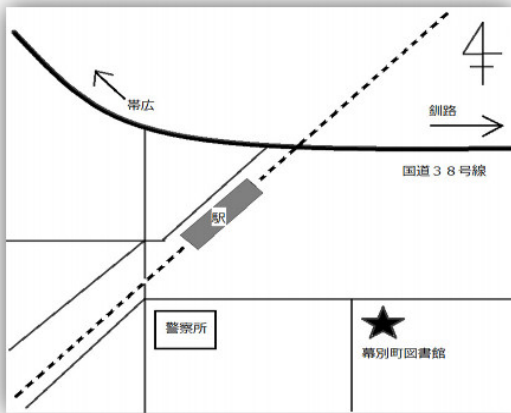 帯広
釧路
国道38号線
駅
警察所
幕別町図書館